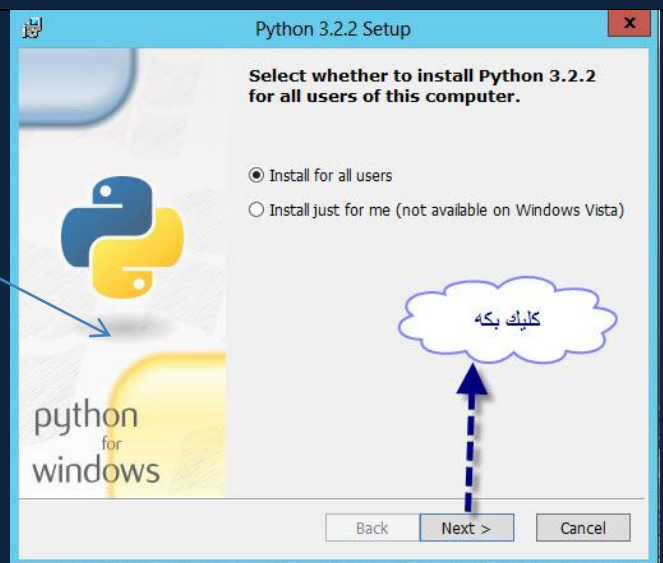 Python 3.2.2 Setup
x
Select whether to install Python 3.2.2
for all users of this computer.
Install for all users
Install just for me (not available on Windows Vista)
كليك بكه
python
for
windows
Back
Next >
Cancel